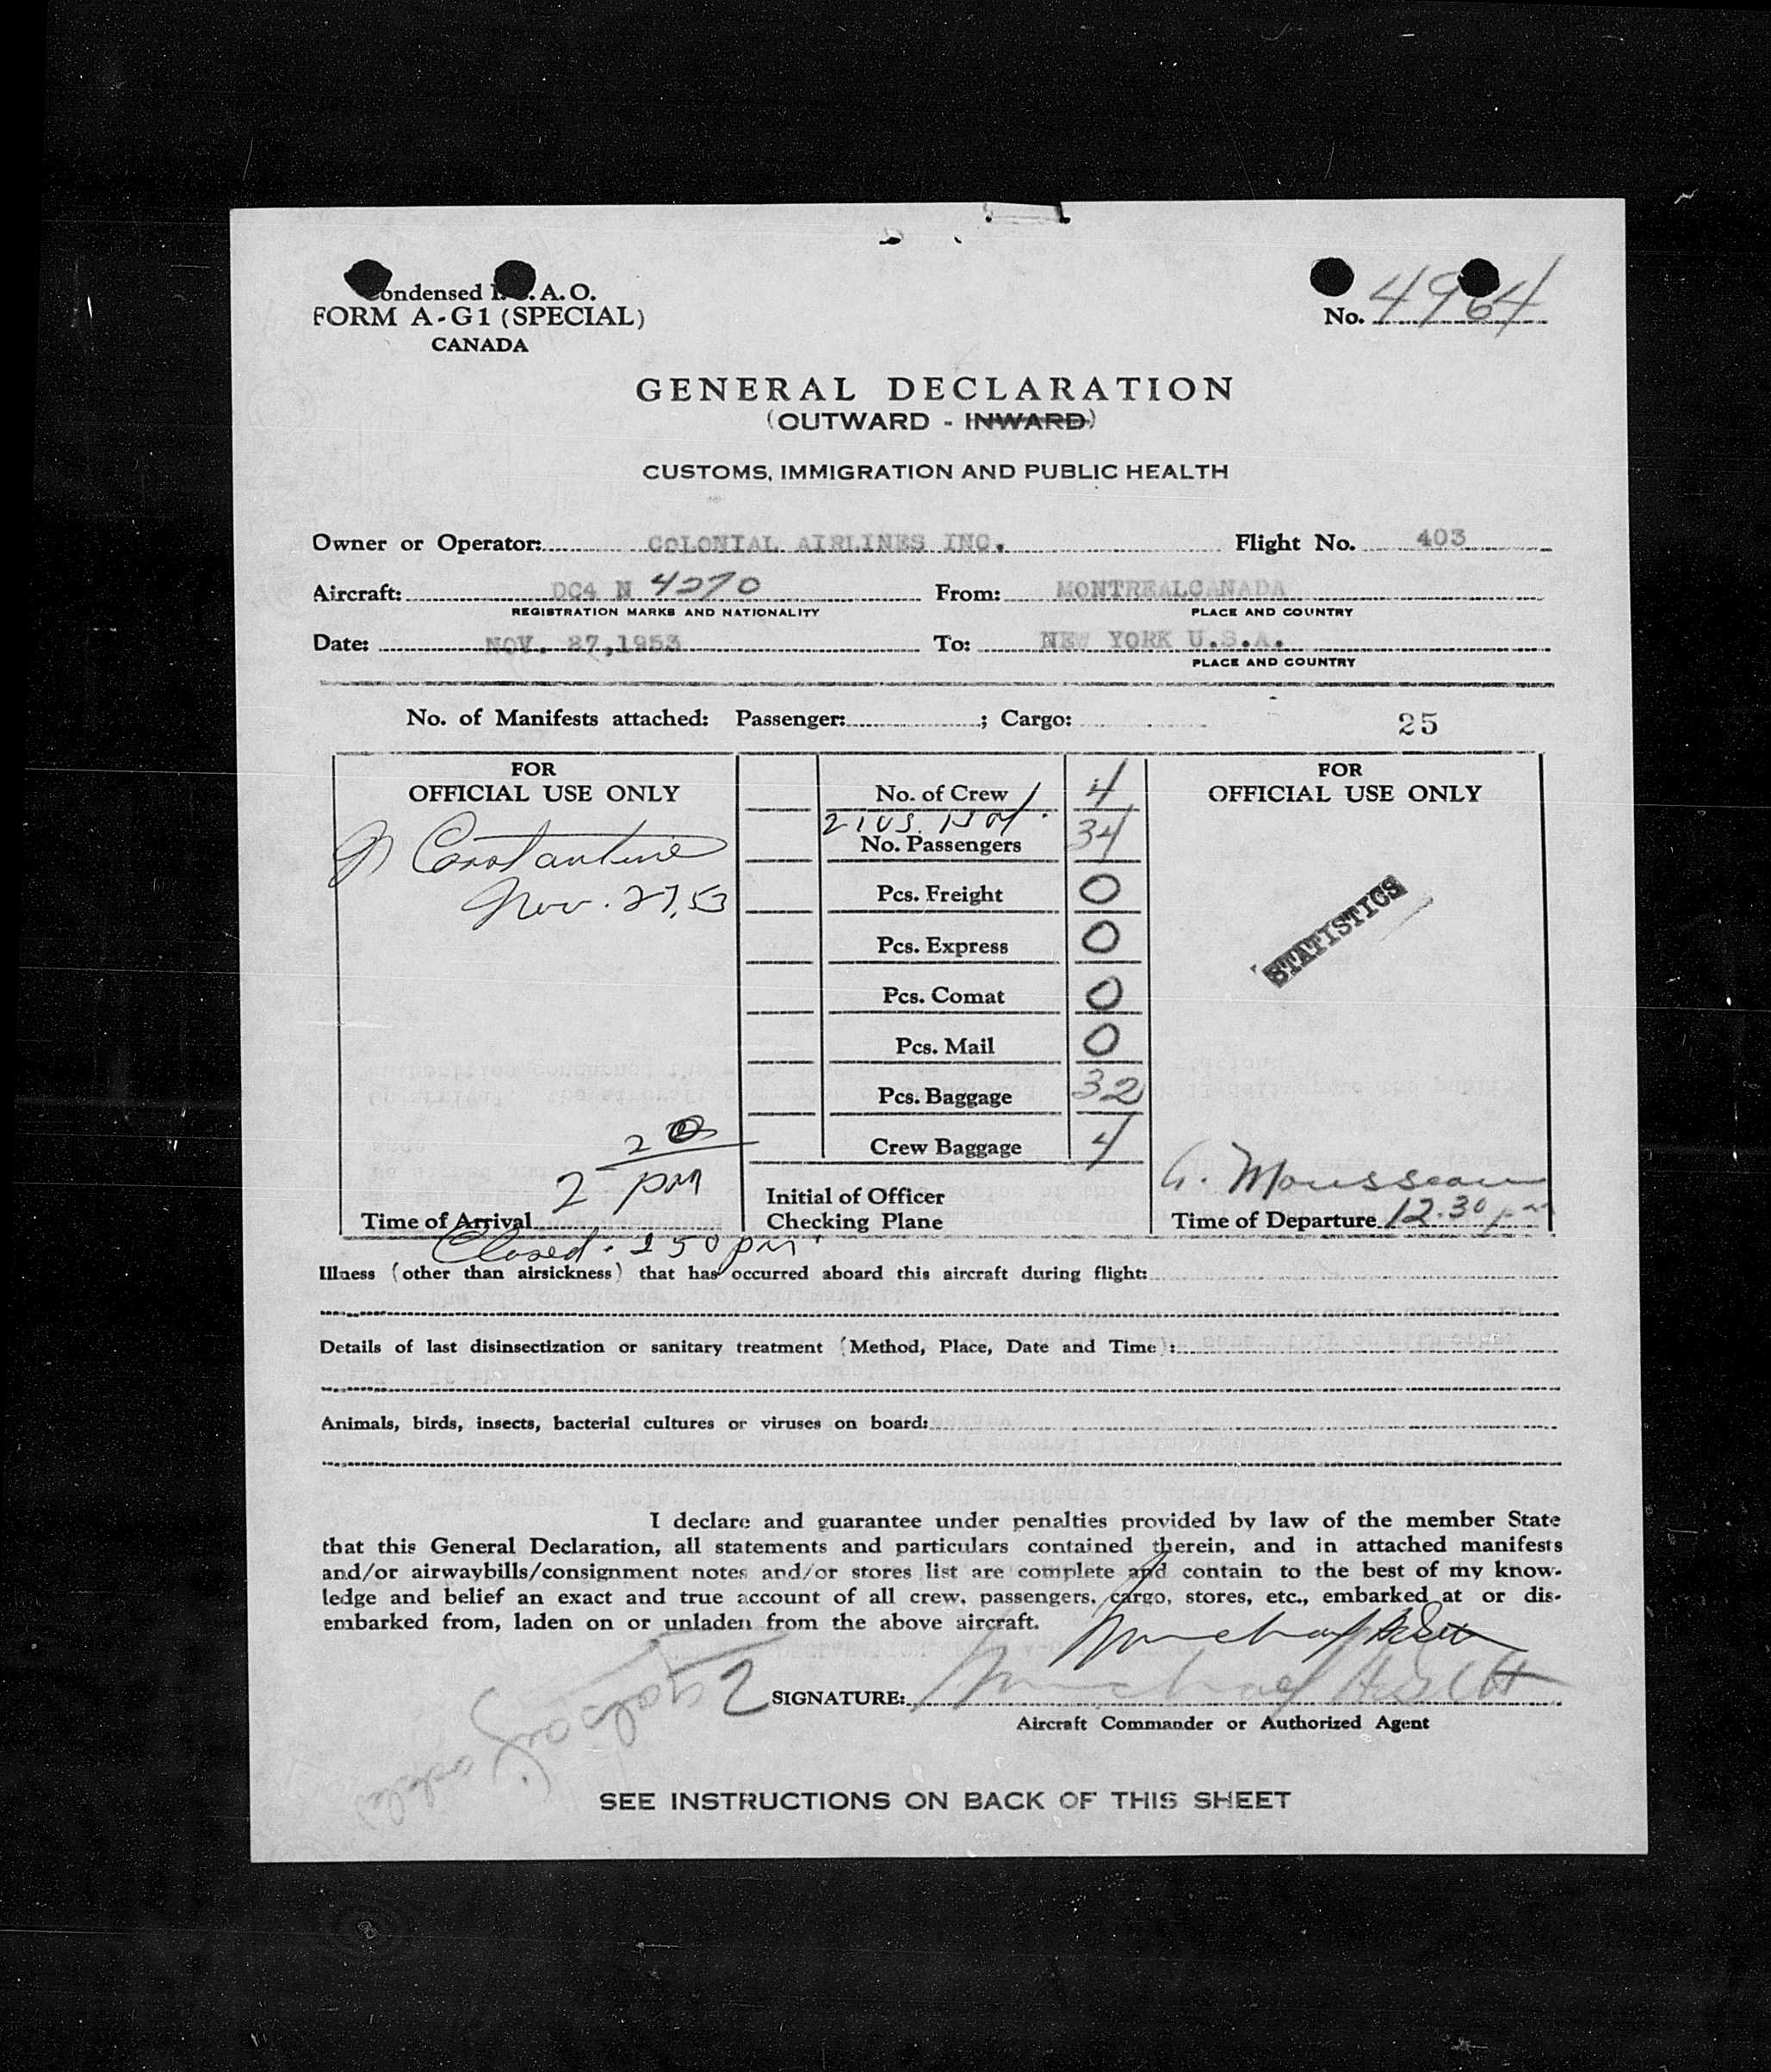 ondensed I. . A. O.
FORM A-G1 (SPECIAL)
CANADA
No. 4964
GENERAL DECLARATION
(OUTWARD - INWARD)
CUSTOMS, IMMIGRATION AND PUBLIC HEALTH
Owner or Operator: COLONIAL AIRLINES INC. Flight No. 403
Aircraft: DC4 N 4270 From: MONTREALCANADA
REGISTRATION MARKS AND NATIONALITY PLACE AND COUNTRY
Date: NOV. 27,1953 To: NEW YORK U.S.A.
PLACE AND COUNTRY
No. of Manifests attached: Passenger: ; Cargo: 25
FOR
OFFICIAL USE ONLY
Constantine
Nov. 27, 53
2 20
pm
Time of Arrival
Closed. 250 pm
No. of Crew 4
21 US.
No. Passengers 34
Pcs. Freight 0
Pcs. Express 0
Pcs. Comat 0
Pcs. Mail 0
Pcs. Baggage 32
Crew Baggage 4
Initial of Officer
Checking Plane
FOR
OFFICIAL USE ONLY
STATISTICS
G. Mousseau
Time of Departure 12.30 pm
Illness (other than airsickness) that has occurred aboard this aircraft during flight:
Details of last disinsectization or sanitary treatment (Method, Place, Date and Time):
Animals, birds, insects, bacterial cultures or viruses on board:
I declare and guarantee under penalties provided by law of the member State
that this General Declaration, all statements and particulars contained therein, and in attached manifests
and/or airwaybills/consignment notes and/or stores list are complete and contain to the best of my know-
ledge and belief an exact and true account of all crew, passengers, cargo, stores, etc., embarked at or dis-
embarked from, laden on or unladen from the above aircraft.
SIGNATURE:
Aircraft Commander or Authorized Agent
SEE INSTRUCTIONS ON BACK OF THIS SHEET